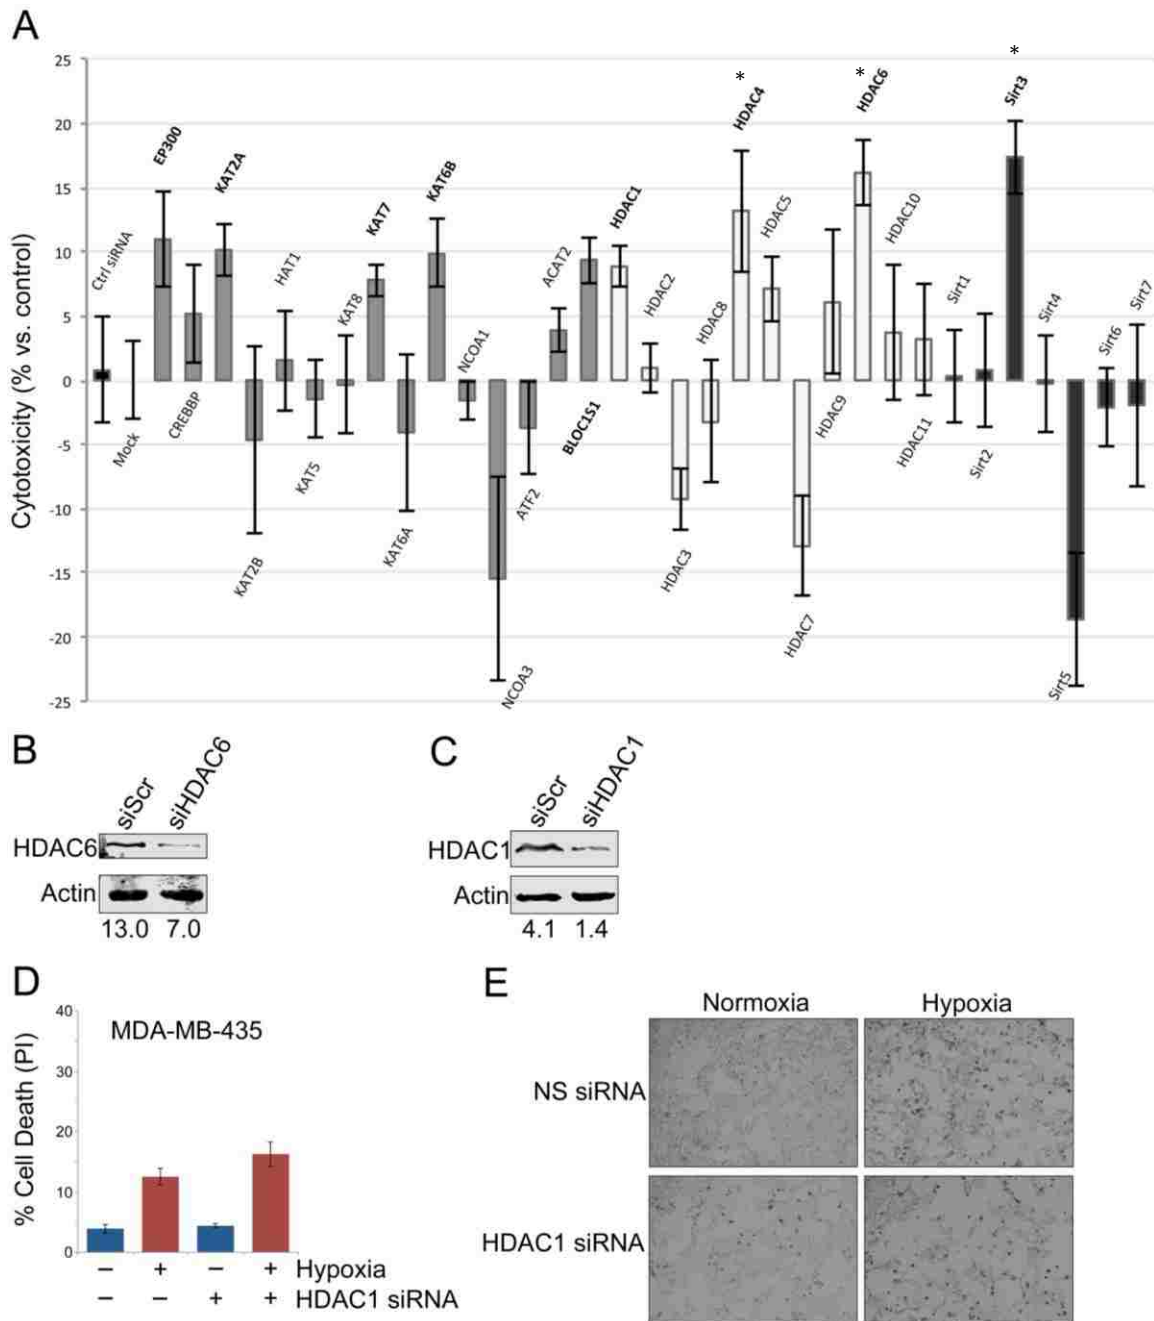 A
*
*
*
25
20
15
10
5
0
-5
-10
-15
-20
-25
Cytotoxicity (% vs. control)
Ctrl siRNA
Mock
EP300
CREBBP
KAT2A
KAT2B
HAT1
KAT5
KAT8
KAT7
KAT6A
KAT6B
NCOA1
NCOA3
ATF2
ACAT2
BLOC1S1
HDAC1
HDAC2
HDAC3
HDAC8
HDAC4
HDAC5
HDAC7
HDAC9
HDAC6
HDAC10
HDAC11
Sirt1
Sirt2
Sirt3
Sirt4
Sirt5
Sirt6
Sirt7
B
siScr
siHDAC6
HDAC6
Actin
13.0 7.0
C
siScr
siHDAC1
HDAC1
Actin
4.1 1.4
D
MDA-MB-435
40
30
20
10
0
% Cell Death (PI)
– + – + Hypoxia
– – + + HDAC1 siRNA
E
Normoxia Hypoxia
NS siRNA
HDAC1 siRNA